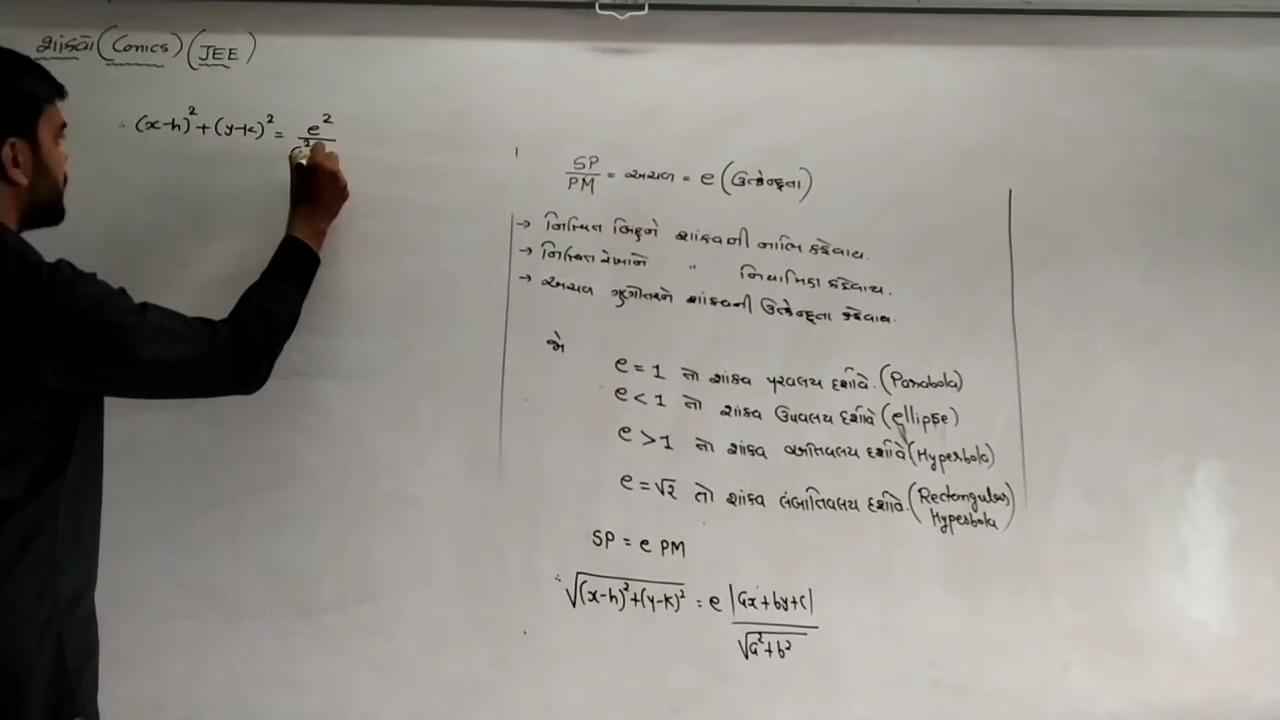 શાંકવો (Conics) (JEE)
∴ (x-h)² + (y-k)² = e² / a²
SP / PM = અચળ = e (ઉત્કેન્દ્રતા)
→ નિશ્ચિત બિંદુને શાંકવની નાભિ કહેવાય.
→ નિશ્ચિત રેખાને " નિયામિકા કહેવાય.
→ અચળ ગુણોત્તરને શાંકવની ઉત્કેન્દ્રતા કહેવાય.
જો
e = 1 તો શાંકવ પરવલય દર્શાવે. (Parabola)
e < 1 તો શાંકવ ઉપવલય દર્શાવે (ellipse)
e > 1 તો શાંકવ અતિવલય દર્શાવે (Hyperbola)
e = √2 તો શાંકવ લંબાતિવલય દર્શાવે. (Rectangular
Hyperbola)
SP = e PM
∴ √((x-h)² + (y-k)²) = e |ax + by + c| / √(a² + b²)